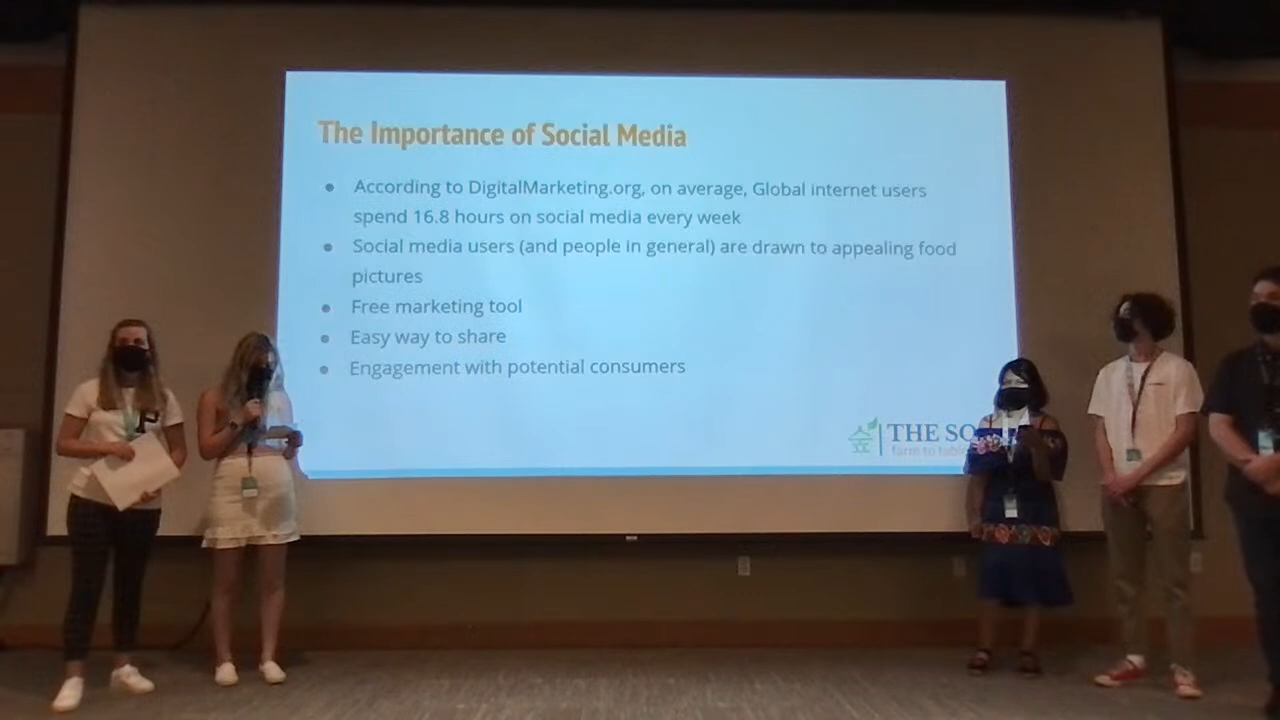 The Importance of Social Media
● According to DigitalMarketing.org, on average, Global internet users
spend 16.8 hours on social media every week
● Social media users (and people in general) are drawn to appealing food
pictures
● Free marketing tool
● Easy way to share
● Engagement with potential consumers
THE SO
farm to table
P